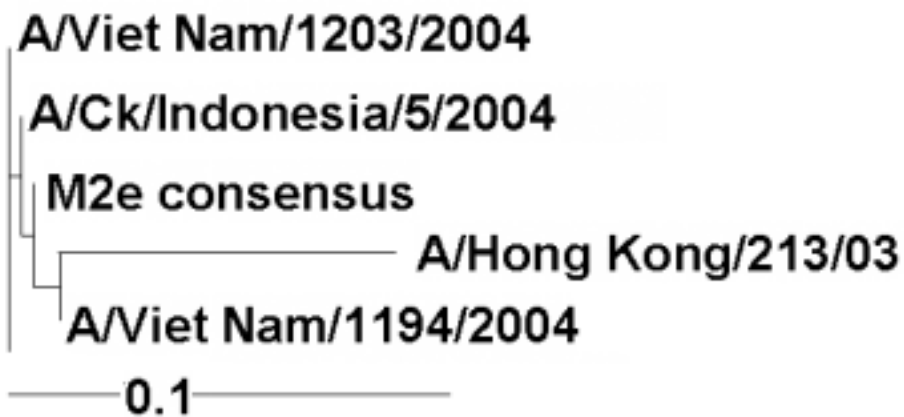 A/Viet Nam/1203/2004
A/Ck/Indonesia/5/2004
M2e consensus
A/Hong Kong/213/03
A/Viet Nam/1194/2004
0.1